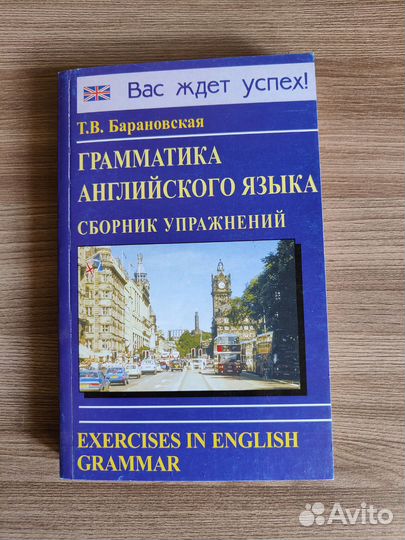 Вас ждет успех!
Т.В. Барановская
ГРАММАТИКА
АНГЛИЙСКОГО ЯЗЫКА
СБОРНИК УПРАЖНЕНИЙ
EXERCISES IN ENGLISH
GRAMMAR
Avito